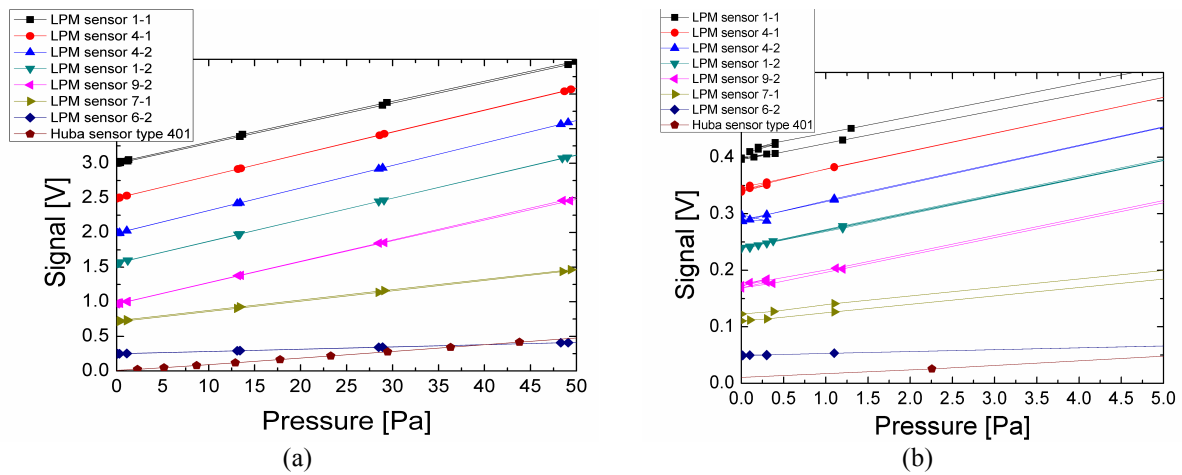 LPM sensor 1-1
LPM sensor 4-1
LPM sensor 4-2
LPM sensor 1-2
LPM sensor 9-2
LPM sensor 7-1
LPM sensor 6-2
Huba sensor type 401
Signal [V]
3.0
2.5
2.0
1.5
1.0
0.5
0.0
0 5 10 15 20 25 30 35 40 45 50
Pressure [Pa]
(a)
LPM sensor 1-1
LPM sensor 4-1
LPM sensor 4-2
LPM sensor 1-2
LPM sensor 9-2
LPM sensor 7-1
LPM sensor 6-2
Huba sensor type 401
Signal [V]
0.4
0.3
0.2
0.1
0.0
0.0 0.5 1.0 1.5 2.0 2.5 3.0 3.5 4.0 4.5 5.0
Pressure [Pa]
(b)